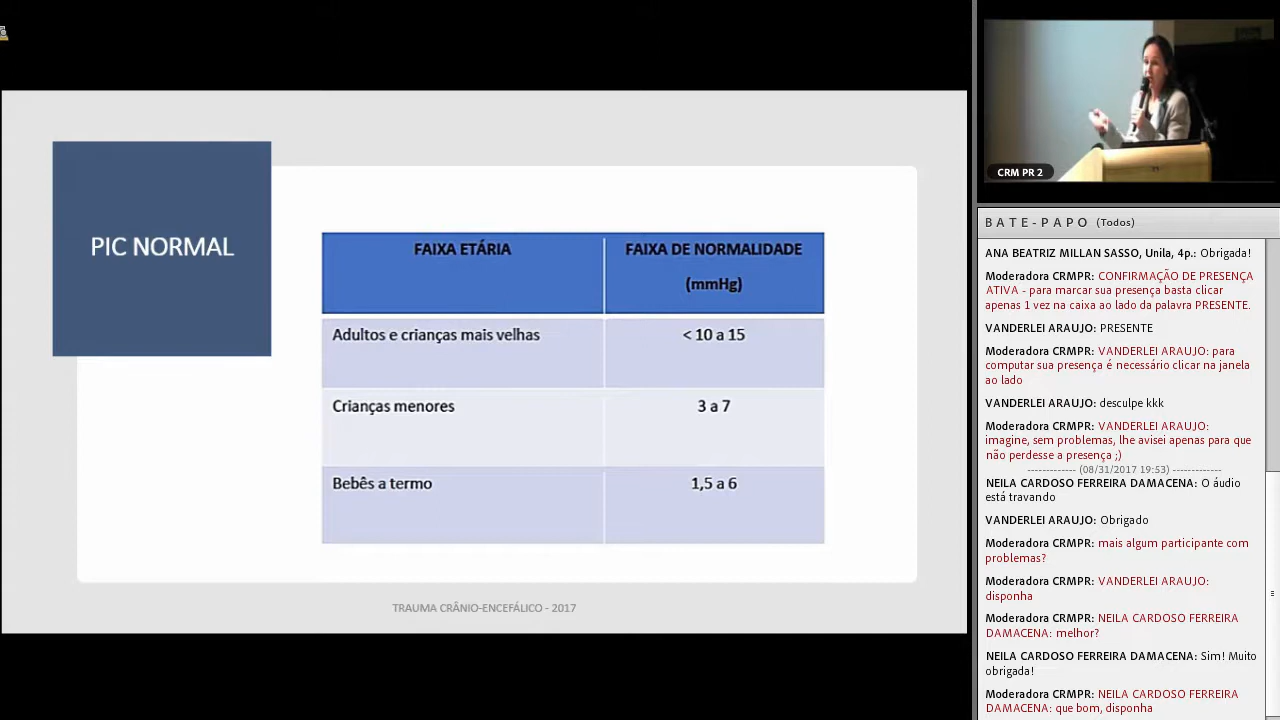 PIC NORMAL
FAIXA ETÁRIA
FAIXA DE NORMALIDADE
(mmHg)
Adultos e crianças mais velhas
< 10 a 15
Crianças menores
3 a 7
Bebês a termo
1,5 a 6
TRAUMA CRÂNIO-ENCEFÁLICO - 2017
CRM PR 2
BATE-PAPO (Todos)
ANA BEATRIZ MILLAN SASSO, Unila, 4p.: Obrigada!
Moderadora CRMPR: CONFIRMAÇÃO DE PRESENÇA
ATIVA - para marcar sua presença basta clicar
apenas 1 vez na caixa ao lado da palavra PRESENTE.
VANDERLEI ARAUJO: PRESENTE
Moderadora CRMPR: VANDERLEI ARAUJO: para
computar sua presença é necessário clicar na janela
ao lado
VANDERLEI ARAUJO: desculpe kkk
Moderadora CRMPR: VANDERLEI ARAUJO:
imagine, sem problemas, lhe avisei apenas para que
não perdesse a presença ;)
------------- (08/31/2017 19:53) -------------
NEILA CARDOSO FERREIRA DAMACENA: O áudio
está travando
VANDERLEI ARAUJO: Obrigado
Moderadora CRMPR: mais algum participante com
problemas?
Moderadora CRMPR: VANDERLEI ARAUJO:
disponha
Moderadora CRMPR: NEILA CARDOSO FERREIRA
DAMACENA: melhor?
NEILA CARDOSO FERREIRA DAMACENA: Sim! Muito
obrigada!
Moderadora CRMPR: NEILA CARDOSO FERREIRA
DAMACENA: que bom, disponha